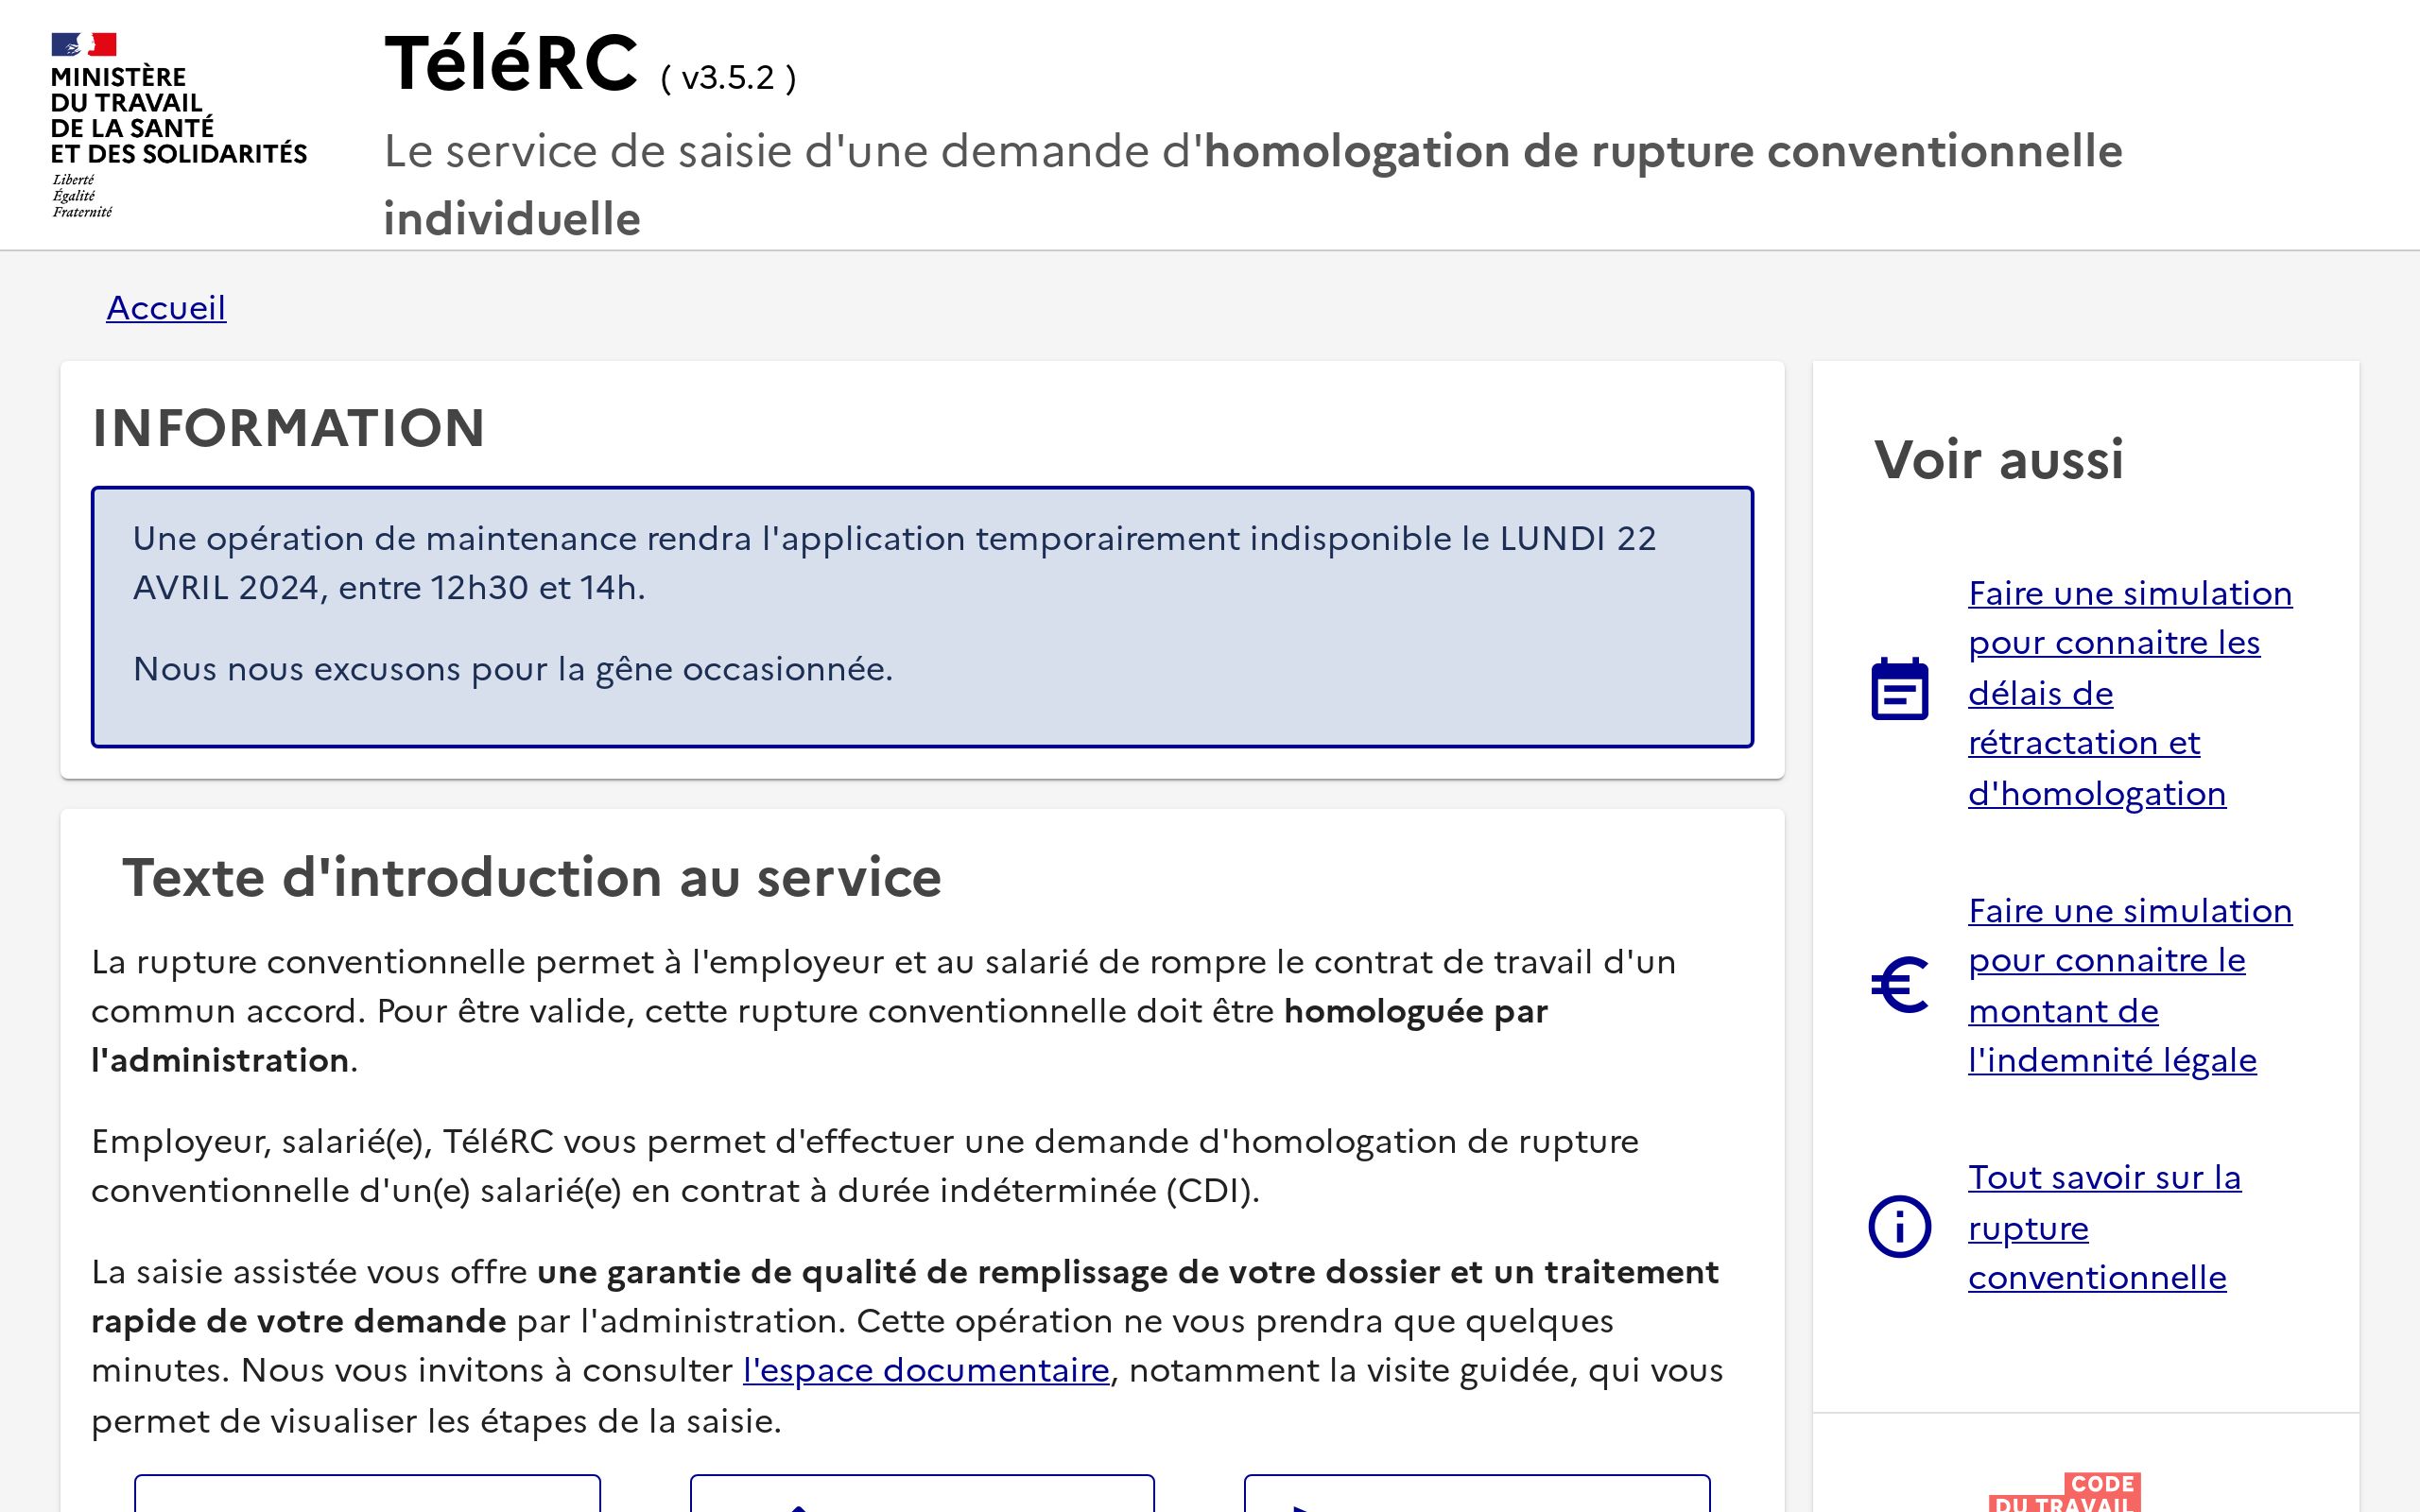 MINISTÈRE
DU TRAVAIL
DE LA SANTÉ
ET DES SOLIDARITÉS
Liberté
Égalité
Fraternité
TéléRC ( v3.5.2 )
Le service de saisie d'une demande d'homologation de rupture conventionnelle
individuelle
Accueil
INFORMATION
Une opération de maintenance rendra l'application temporairement indisponible le LUNDI 22
AVRIL 2024, entre 12h30 et 14h.
Nous nous excusons pour la gêne occasionnée.
Texte d'introduction au service
La rupture conventionnelle permet à l'employeur et au salarié de rompre le contrat de travail d'un
commun accord. Pour être valide, cette rupture conventionnelle doit être homologuée par
l'administration.
Employeur, salarié(e), TéléRC vous permet d'effectuer une demande d'homologation de rupture
conventionnelle d'un(e) salarié(e) en contrat à durée indéterminée (CDI).
La saisie assistée vous offre une garantie de qualité de remplissage de votre dossier et un traitement
rapide de votre demande par l'administration. Cette opération ne vous prendra que quelques
minutes. Nous vous invitons à consulter l'espace documentaire, notamment la visite guidée, qui vous
permet de visualiser les étapes de la saisie.
Voir aussi
Faire une simulation
pour connaitre les
délais de
rétractation et
d'homologation
Faire une simulation
pour connaitre le
montant de
l'indemnité légale
Tout savoir sur la
rupture
conventionnelle
CODE
DU TRAVAIL